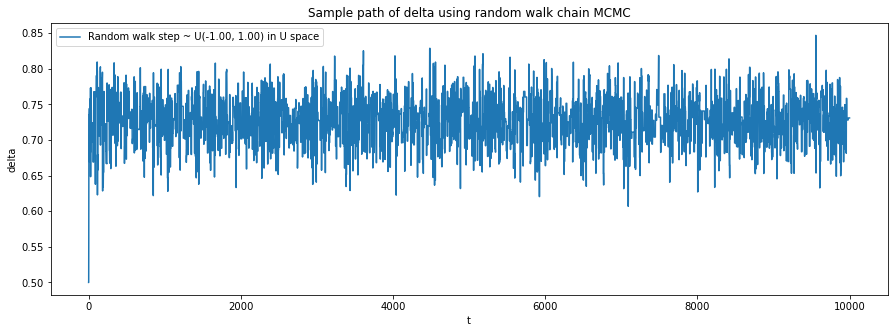 Sample path of delta using random walk chain MCMC
Random walk step ~ U(-1.00, 1.00) in U space
0.85
0.80
0.75
0.70
0.65
0.60
0.55
0.50
delta
0 2000 4000 6000 8000 10000
t